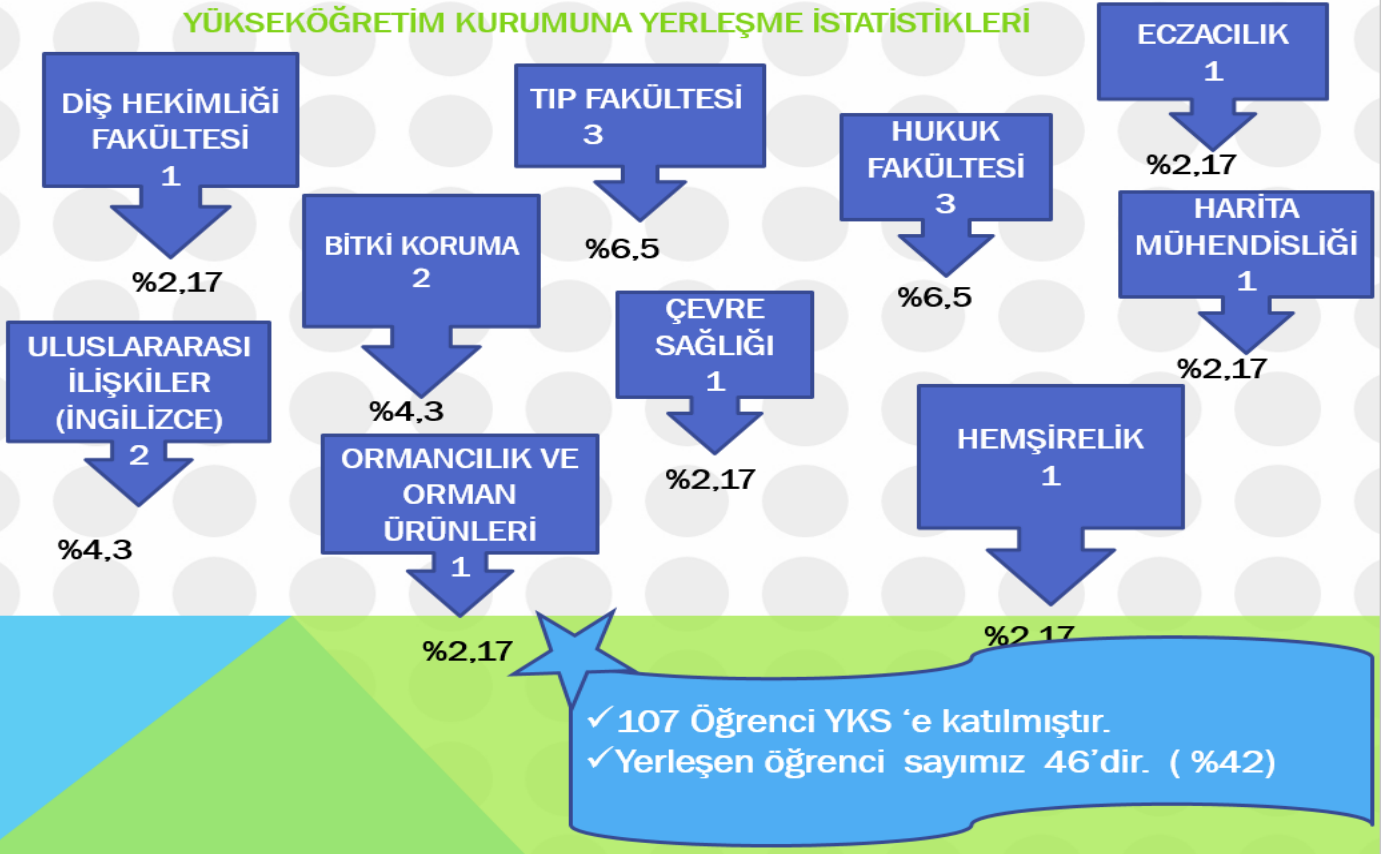 YÜKSEKÖĞRETİM KURUMUNA YERLEŞME İSTATİSTİKLERİ
DİŞ HEKİMLİĞİ
FAKÜLTESİ
1
%2,17
TIP FAKÜLTESİ
3
%6,5
ECZACILIK
1
%2,17
HUKUK
FAKÜLTESİ
3
%6,5
BİTKİ KORUMA
2
%4,3
HARİTA
MÜHENDİSLİĞİ
1
%2,17
ULUSLARARASI
İLİŞKİLER
(İNGİLİZCE)
2
%4,3
ÇEVRE
SAĞLIĞI
1
%2,17
ORMANCILIK VE
ORMAN
ÜRÜNLERİ
1
%2,17
HEMŞİRELİK
1
%2,17
✓107 Öğrenci YKS ‘e katılmıştır.
✓Yerleşen öğrenci sayımız 46’dir. ( %42)